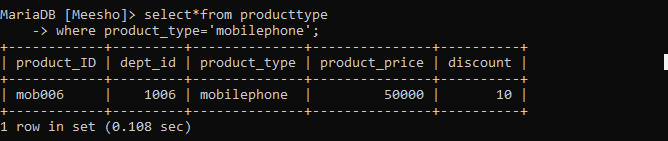 MariaDB [Meesho]> select*from producttype
    -> where product_type='mobilephone';
+------------+---------+--------------+---------------+----------+
| product_ID | dept_id | product_type | product_price | discount |
+------------+---------+--------------+---------------+----------+
| mob006     |    1006 | mobilephone  |         50000 |       10 |
+------------+---------+--------------+---------------+----------+
1 row in set (0.108 sec)